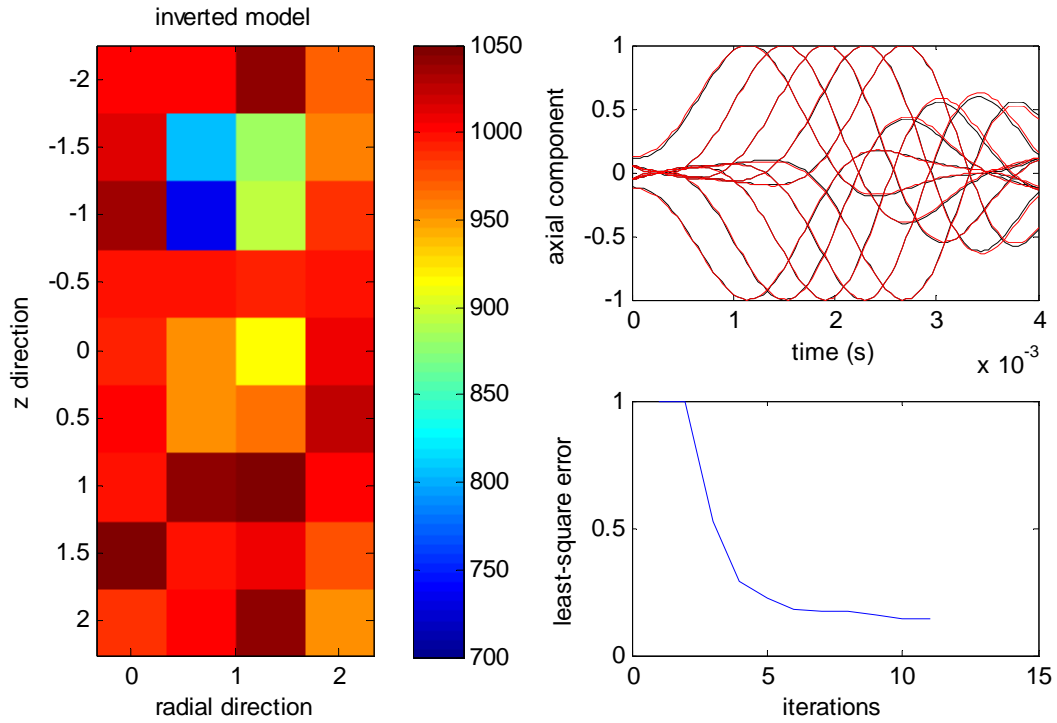 inverted model
-2
-1.5
-1
-0.5
0
0.5
1
1.5
2
z direction
0 1 2
radial direction
1050
1000
950
900
850
800
750
700
1
0.5
0
-0.5
-1
axial component
0 1 2 3 4
time (s)
x 10-3
1
0.5
0
least-square error
0 5 10 15
iterations